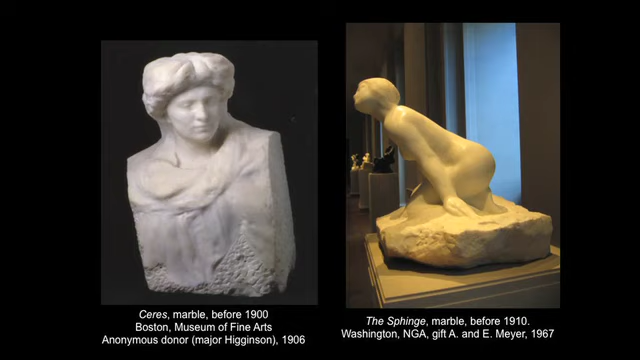 Ceres, marble, before 1900
Boston, Museum of Fine Arts
Anonymous donor (major Higginson), 1906
The Sphinge, marble, before 1910.
Washington, NGA, gift A. and E. Meyer, 1967